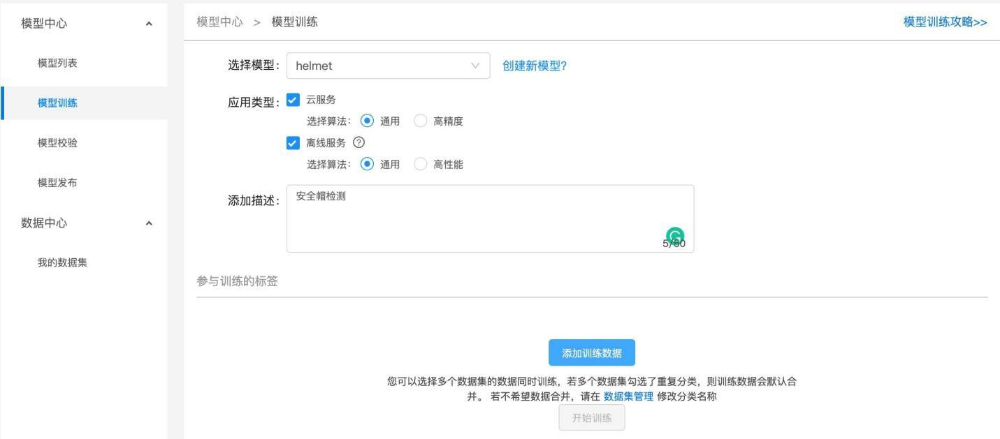 模型中心
模型列表
模型训练
模型校验
模型发布
数据中心
我的数据集
模型中心 > 模型训练
模型训练攻略>>
选择模型: helmet 创建新模型?
应用类型: 云服务
选择算法: 通用 高精度
离线服务 ?
选择算法: 通用 高性能
添加描述: 安全帽检测
5/50
参与训练的标签
添加训练数据
您可以选择多个数据集的数据同时训练，若多个数据集勾选了重复分类，则训练数据会默认合
并。 若不希望数据合并，请在 数据集管理 修改分类名称
开始训练